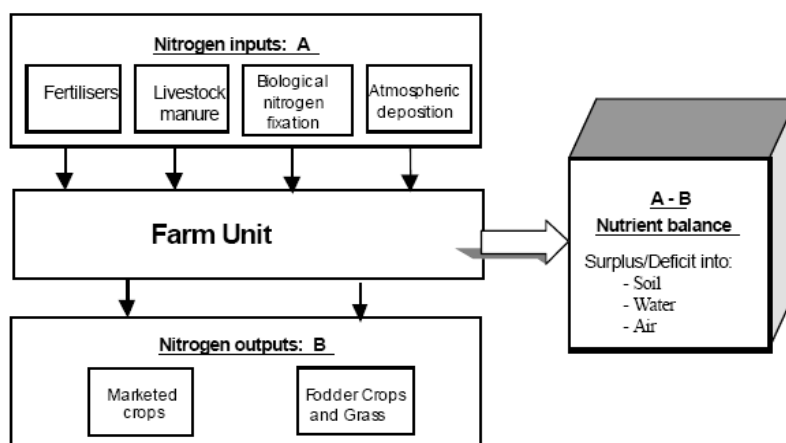 Nitrogen inputs: A
Fertilisers
Livestock
manure
Biological
nitrogen
fixation
Atmospheric
deposition
Farm Unit
A - B
Nutrient balance
Surplus/Deficit into:
- Soil
- Water
- Air
Nitrogen outputs: B
Marketed
crops
Fodder Crops
and Grass